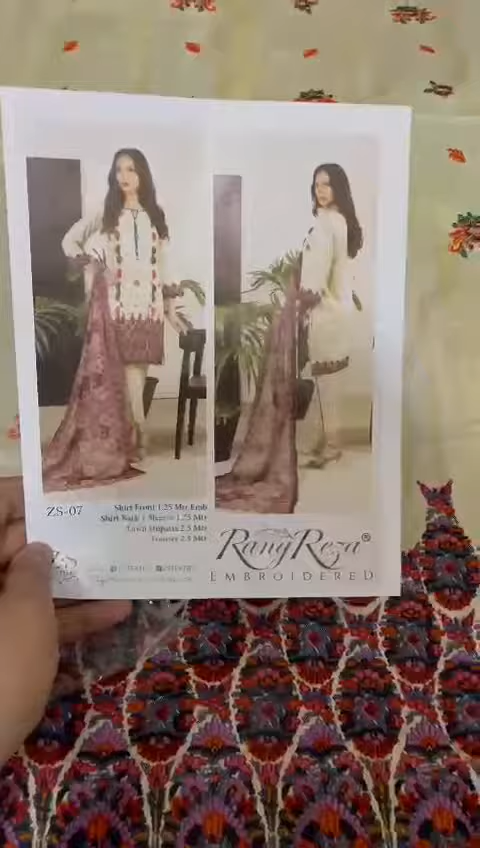 ZS-07
Shirt Front 1.25 Mtr Emb
Shirt Back + Sleeves 1.75 Mtr
Lawn Dupatta 2.5 Mtr
Trouser 2.5 Mtr
RangReza®
EMBROIDERED